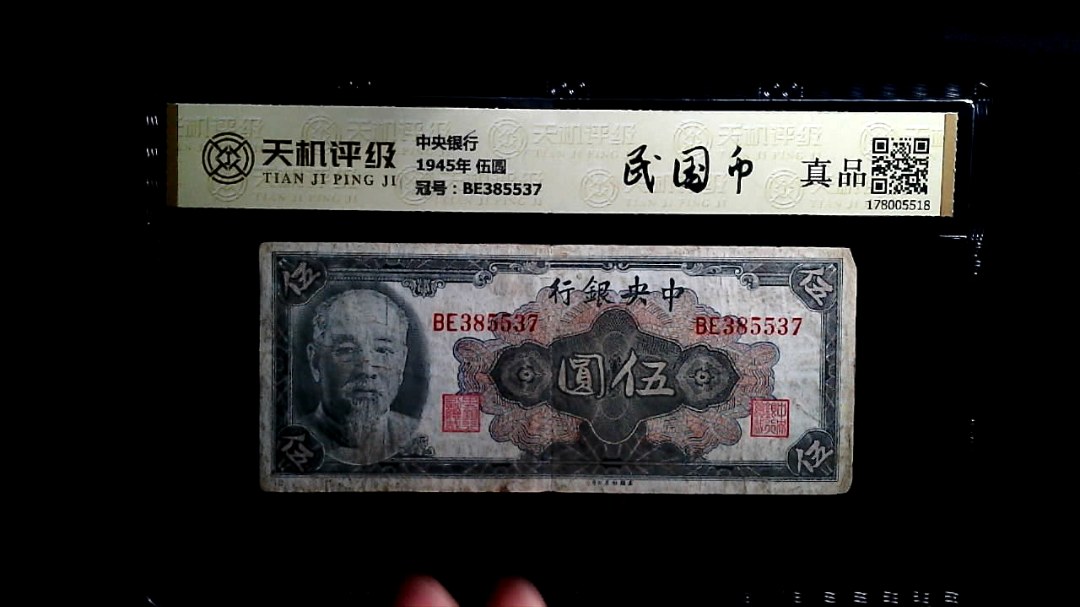 天机评级
TIAN JI PING JI
中央银行
1945年 伍圆
冠号：BE385537
民国币
真品
178005518
伍
伍
行銀央中
BE385537
BE385537
圓伍
伍
伍